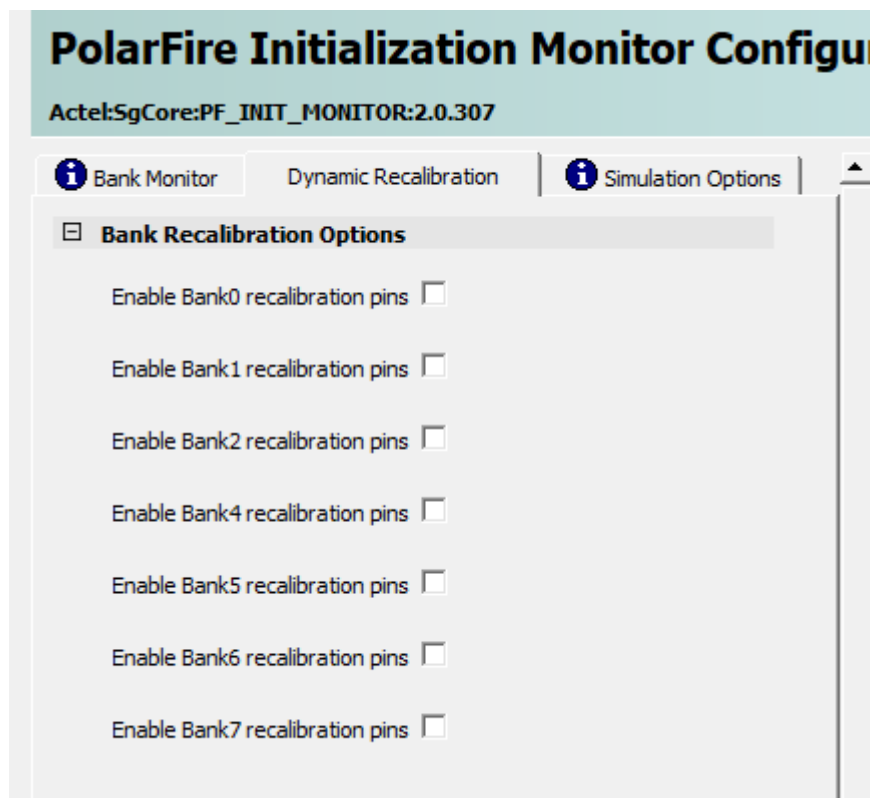 PolarFire Initialization Monitor Configu
Actel:SgCore:PF_INIT_MONITOR:2.0.307
Bank Monitor Dynamic Recalibration Simulation Options
Bank Recalibration Options
Enable Bank0 recalibration pins
Enable Bank1 recalibration pins
Enable Bank2 recalibration pins
Enable Bank4 recalibration pins
Enable Bank5 recalibration pins
Enable Bank6 recalibration pins
Enable Bank7 recalibration pins